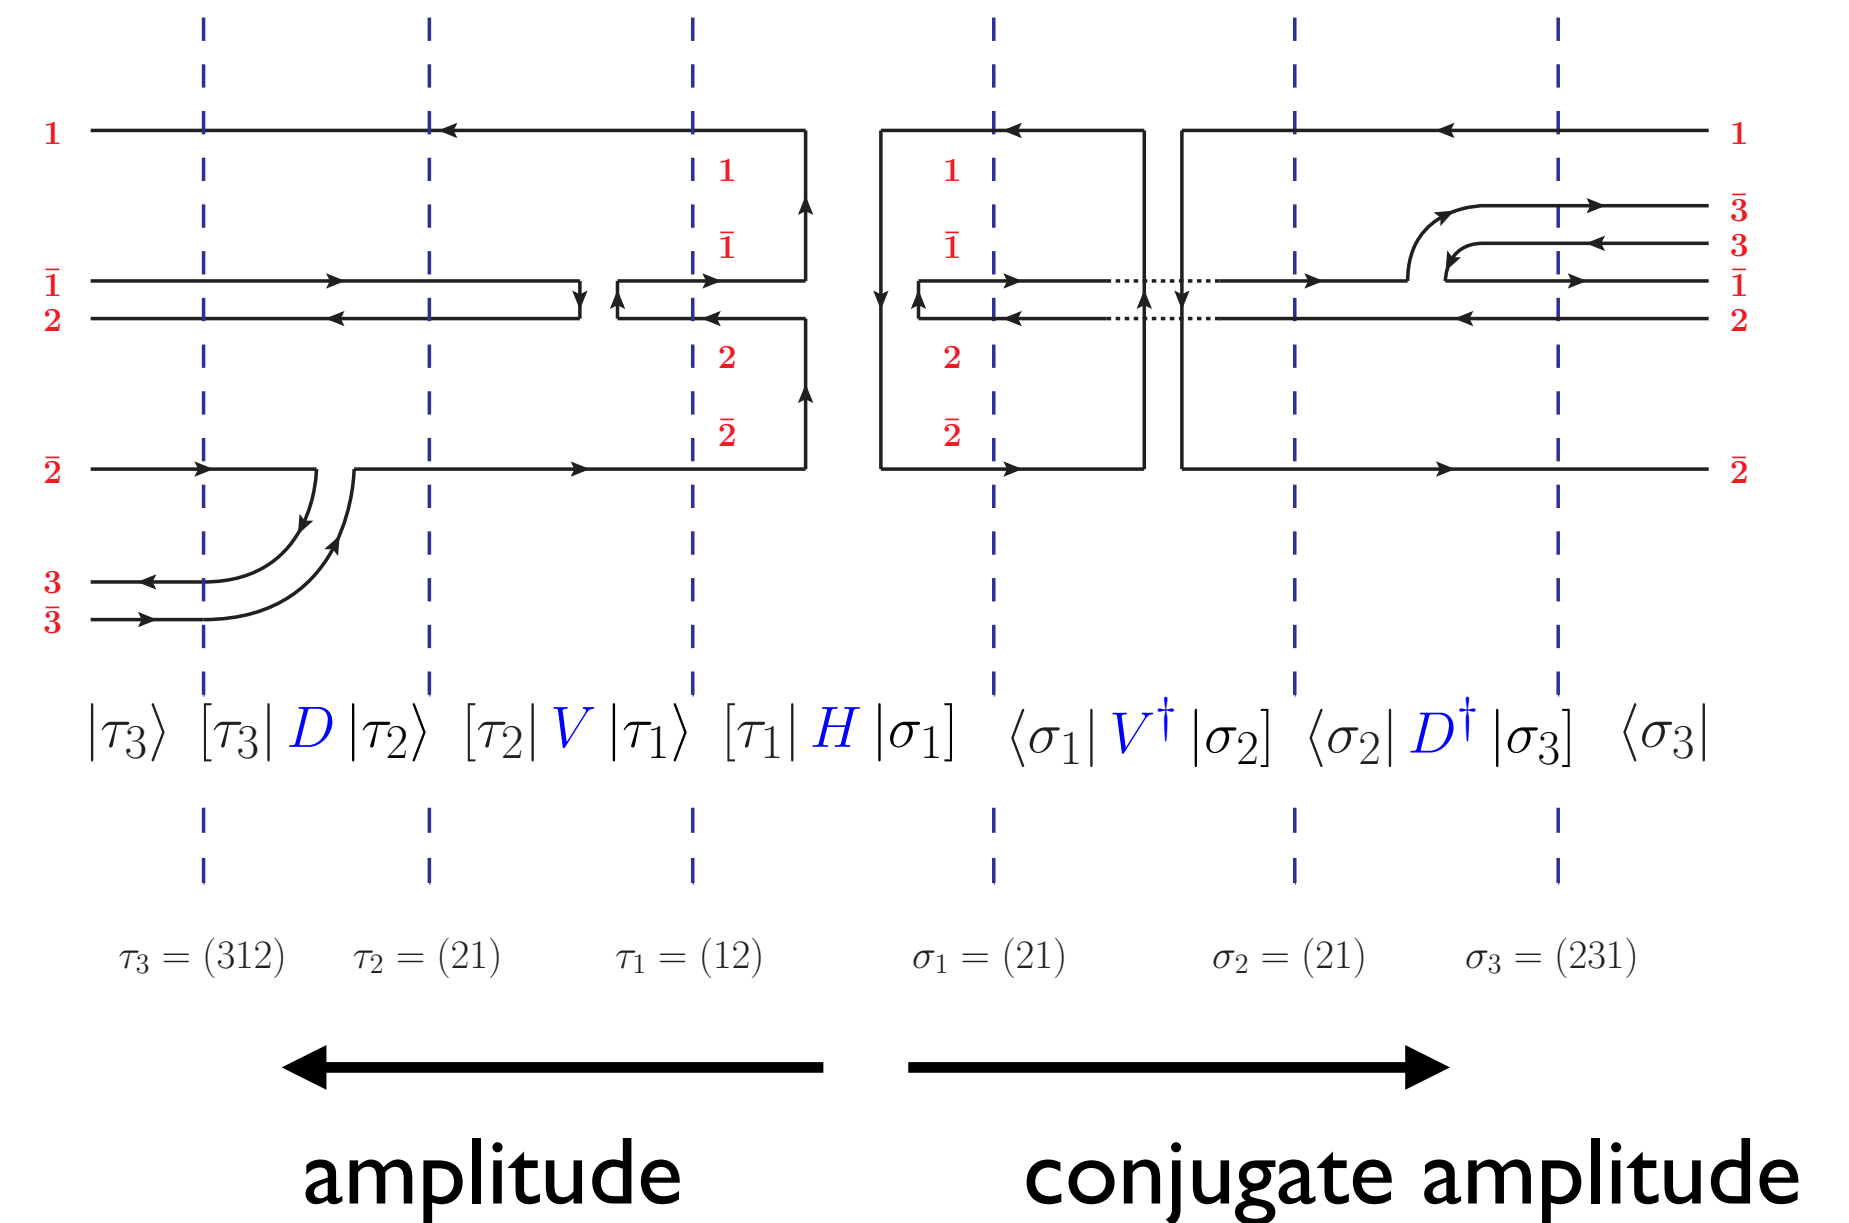 1 1
1 1
3̄
1̄ 1̄ 3
1̄ 1̄
2 2
2 2
2̄ 2̄
2̄ 2̄
3
3̄
|τ₃⟩ [τ₃| D |τ₂⟩ [τ₂| V |τ₁⟩ [τ₁| H |σ₁] ⟨σ₁| V† |σ₂] ⟨σ₂| D† |σ₃] ⟨σ₃|
τ₃ = (312) τ₂ = (21) τ₁ = (12) σ₁ = (21) σ₂ = (21) σ₃ = (231)
amplitude conjugate amplitude